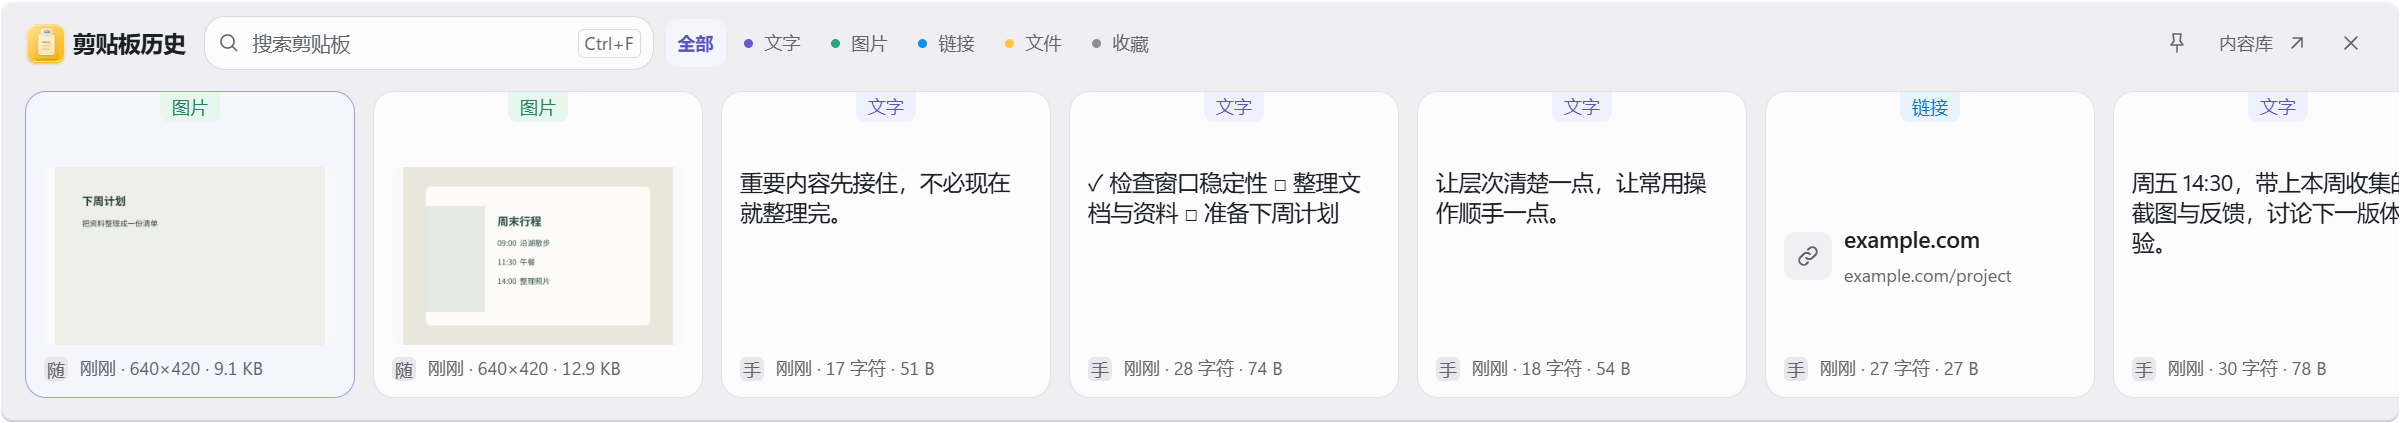 剪贴板历史
搜索剪贴板
Ctrl+F
全部
文字
图片
链接
文件
收藏
内容库
图片
下周计划
把资料整理成一份清单
随 刚刚 · 640×420 · 9.1 KB
图片
周末行程
09:00 沿湖散步
11:30 午餐
14:00 整理照片
随 刚刚 · 640×420 · 12.9 KB
文字
重要内容先接住，不必现在
就整理完。
手 刚刚 · 17 字符 · 51 B
文字
✓ 检查窗口稳定性 □ 整理文
档与资料 □ 准备下周计划
手 刚刚 · 28 字符 · 74 B
文字
让层次清楚一点，让常用操
作顺手一点。
手 刚刚 · 18 字符 · 54 B
链接
example.com
example.com/project
手 刚刚 · 27 字符 · 27 B
文字
周五 14:30，带上本周收集的
截图与反馈，讨论下一版体
验。
手 刚刚 · 30 字符 · 78 B